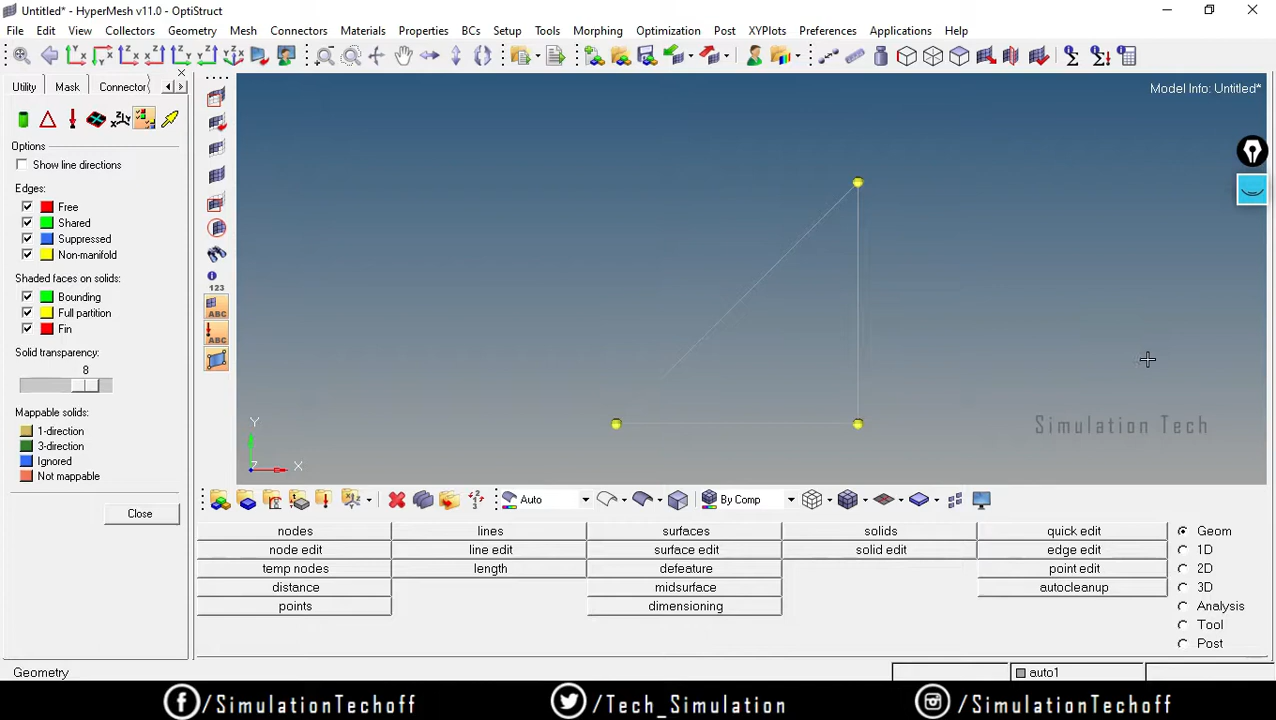 Untitled* - HyperMesh v11.0 - OptiStruct
File Edit View Collectors Geometry Mesh Connectors Materials Properties BCs Setup Tools Morphing Optimization Post XYPlots Preferences Applications Help
Utility Mask Connector
Model Info: Untitled*
Options
Show line directions
Edges:
Free
Shared
Suppressed
Non-manifold
Shaded faces on solids:
Bounding
Full partition
Fin
Solid transparency:
8
Mappable solids:
1-direction
3-direction
Ignored
Not mappable
Close
123
ABC
ABC
Y
Z X
Simulation Tech
Auto By Comp
nodes lines surfaces solids quick edit Geom
node edit line edit surface edit solid edit edge edit 1D
temp nodes length defeature point edit 2D
distance midsurface autocleanup 3D
points dimensioning Analysis
Tool
Post
Geometry auto1
/SimulationTechoff /Tech_Simulation /SimulationTechoff